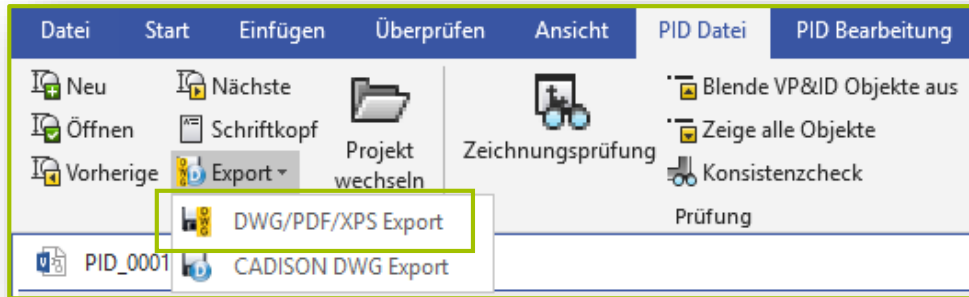 Datei Start Einfügen Überprüfen Ansicht PID Datei PID Bearbeitung
Neu Nächste Blende VP&ID Objekte aus
Öffnen Schriftkopf Zeige alle Objekte
Projekt wechseln Zeichnungsprüfung
Vorherige Export Konsistenzcheck
Prüfung
DWG/PDF/XPS Export
PID_0001 CADISON DWG Export